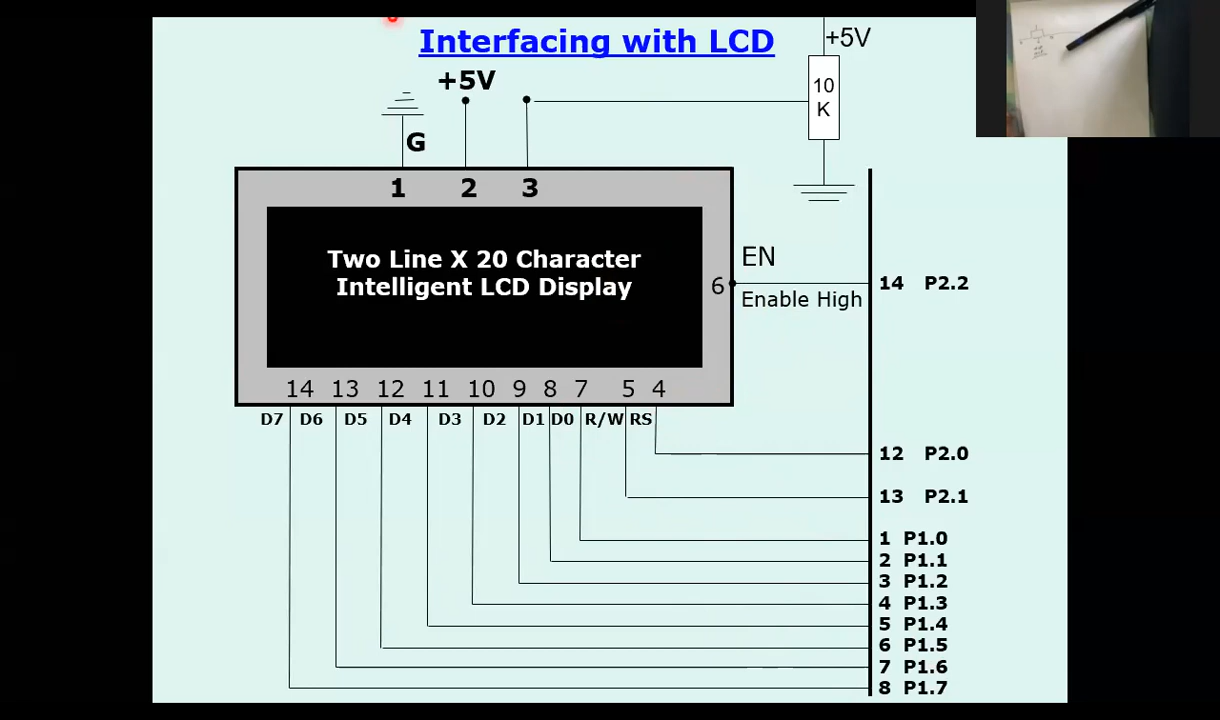 Interfacing with LCD
+5V
+5V
10
K
G
1 2 3
Two Line X 20 Character
Intelligent LCD Display
6
EN
Enable High
14 P2.2
14 13 12 11 10 9 8 7 5 4
D7 D6 D5 D4 D3 D2 D1 D0 R/W RS
12 P2.0
13 P2.1
1 P1.0
2 P1.1
3 P1.2
4 P1.3
5 P1.4
6 P1.5
7 P1.6
8 P1.7